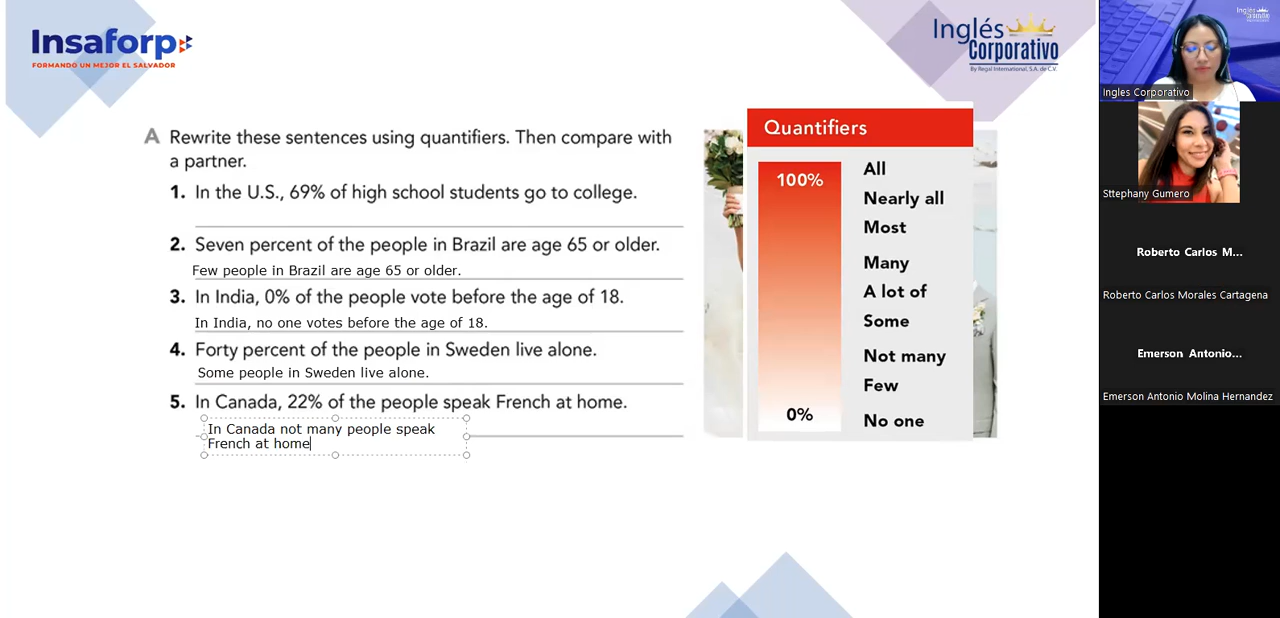 Insaforp
FORMANDO UN MEJOR EL SALVADOR
Inglés
Corporativo
By Regal International, S.A. de C.V.
A Rewrite these sentences using quantifiers. Then compare with
a partner.
1. In the U.S., 69% of high school students go to college.
2. Seven percent of the people in Brazil are age 65 or older.
Few people in Brazil are age 65 or older.
3. In India, 0% of the people vote before the age of 18.
In India, no one votes before the age of 18.
4. Forty percent of the people in Sweden live alone.
Some people in Sweden live alone.
5. In Canada, 22% of the people speak French at home.
In Canada not many people speak
French at home
Quantifiers
100%
0%
All
Nearly all
Most
Many
A lot of
Some
Not many
Few
No one
Inglés
Ingles Corporativo
Sttephany Gumero
Roberto Carlos M...
Roberto Carlos Morales Cartagena
Emerson Antonio...
Emerson Antonio Molina Hernandez